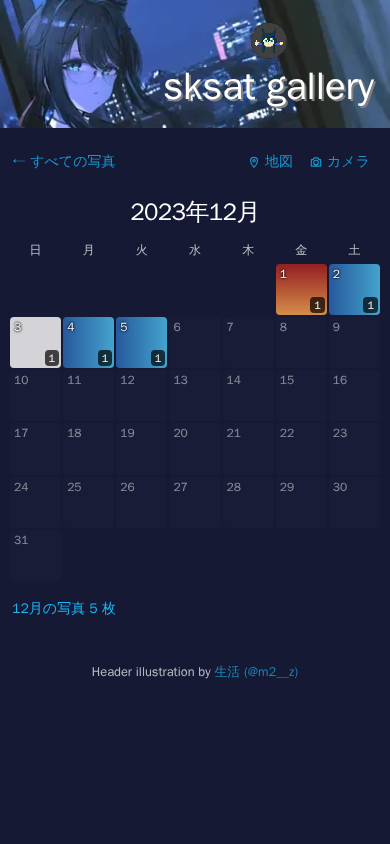 sksat gallery
← すべての写真 地図 カメラ
2023年12月
日 月 火 水 木 金 土
1 1 2 1
3 1 4 1 5 1 6 7 8 9
10 11 12 13 14 15 16
17 18 19 20 21 22 23
24 25 26 27 28 29 30
31
12月の写真 5 枚
Header illustration by 生活 (@m2__z)